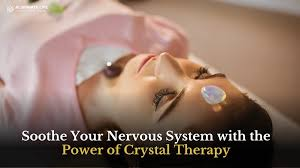 Soothe Your Nervous System with the
Power of Crystal Therapy